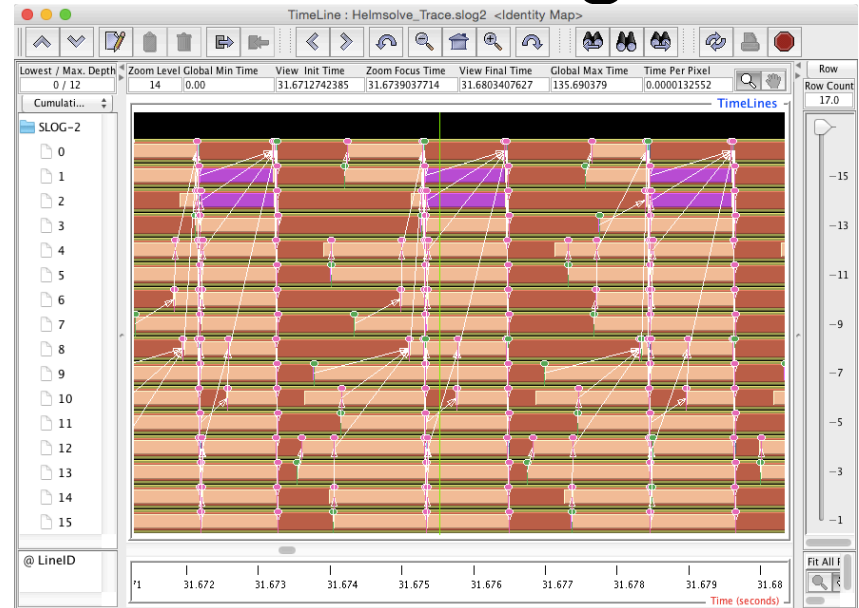 TimeLine : Helmsolve_Trace.slog2 <Identity Map>
Lowest / Max. Depth Zoom Level Global Min Time View Init Time Zoom Focus Time View Final Time Global Max Time Time Per Pixel Row
0 / 12 14 0.00 31.6712742385 31.6739037714 31.6803407627 135.690379 0.0000132552 Row Count
Cumulati... 17.0
TimeLines
SLOG-2
0
1
2
3
4
5
6
7
8
9
10
11
12
13
14
15
15
13
11
9
7
5
3
1
@ LineID
Fit All
71 31.672 31.673 31.674 31.675 31.676 31.677 31.678 31.679 31.68
Time (seconds)